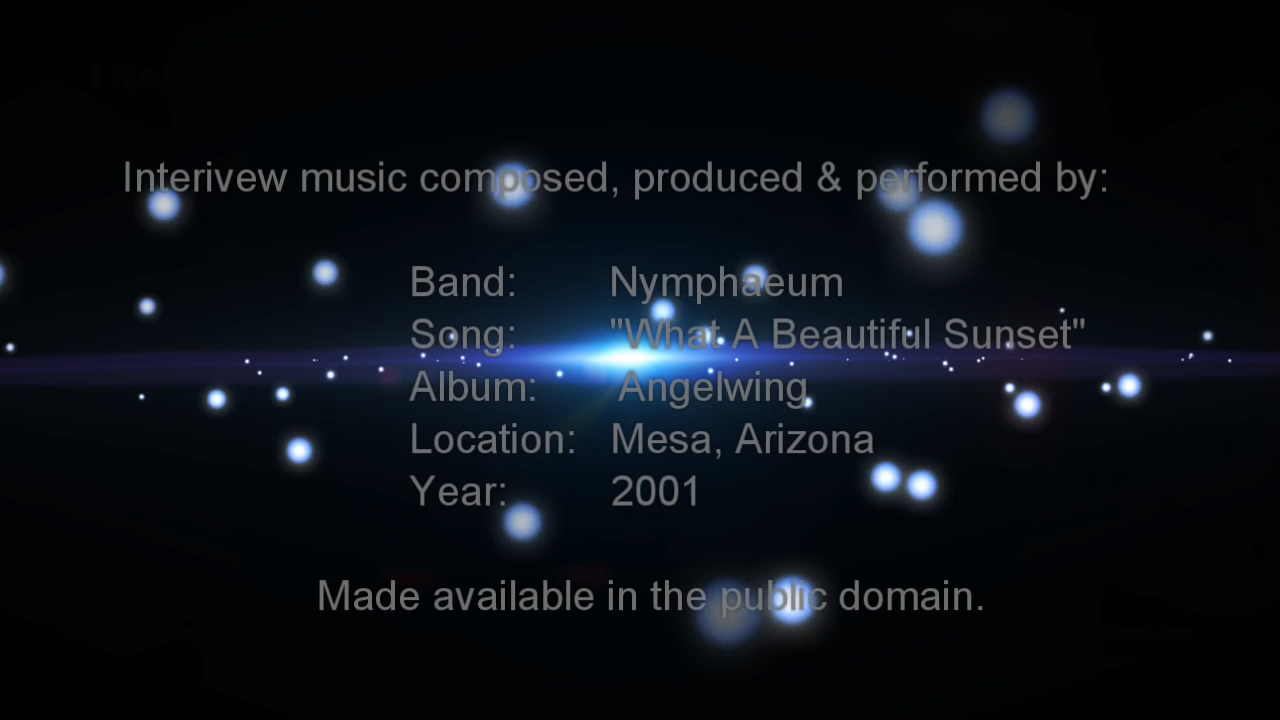 Interivew music composed, produced & performed by:
Band: Nymphaeum
Song: "What A Beautiful Sunset"
Album: Angelwing
Location: Mesa, Arizona
Year: 2001
Made available in the public domain.